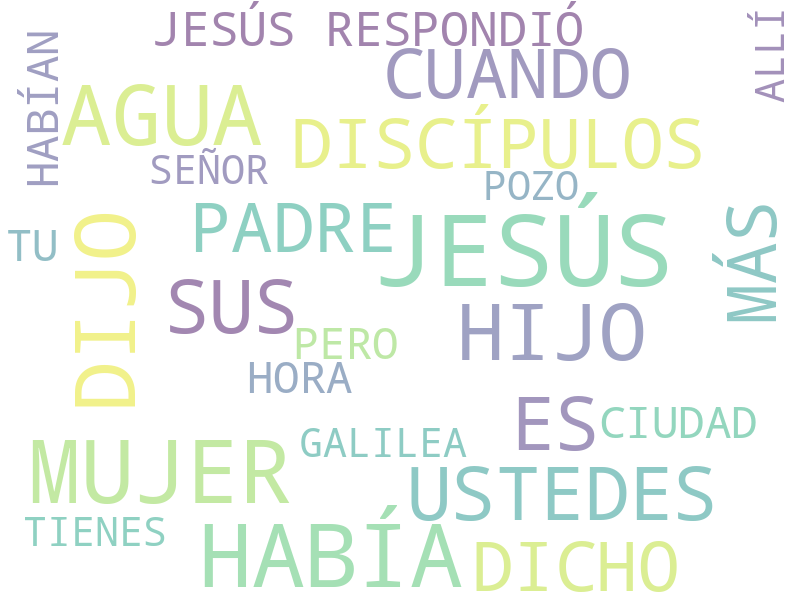 JESÚS RESPONDIÓ
ALLÍ
HABÍAN
CUANDO
AGUA
DISCÍPULOS
SEÑOR
POZO
PADRE
JESÚS
MÁS
TU
DIJO
SUS
HIJO
PERO
HORA
ES
CIUDAD
GALILEA
MUJER
USTEDES
TIENES
HABÍA
DICHO